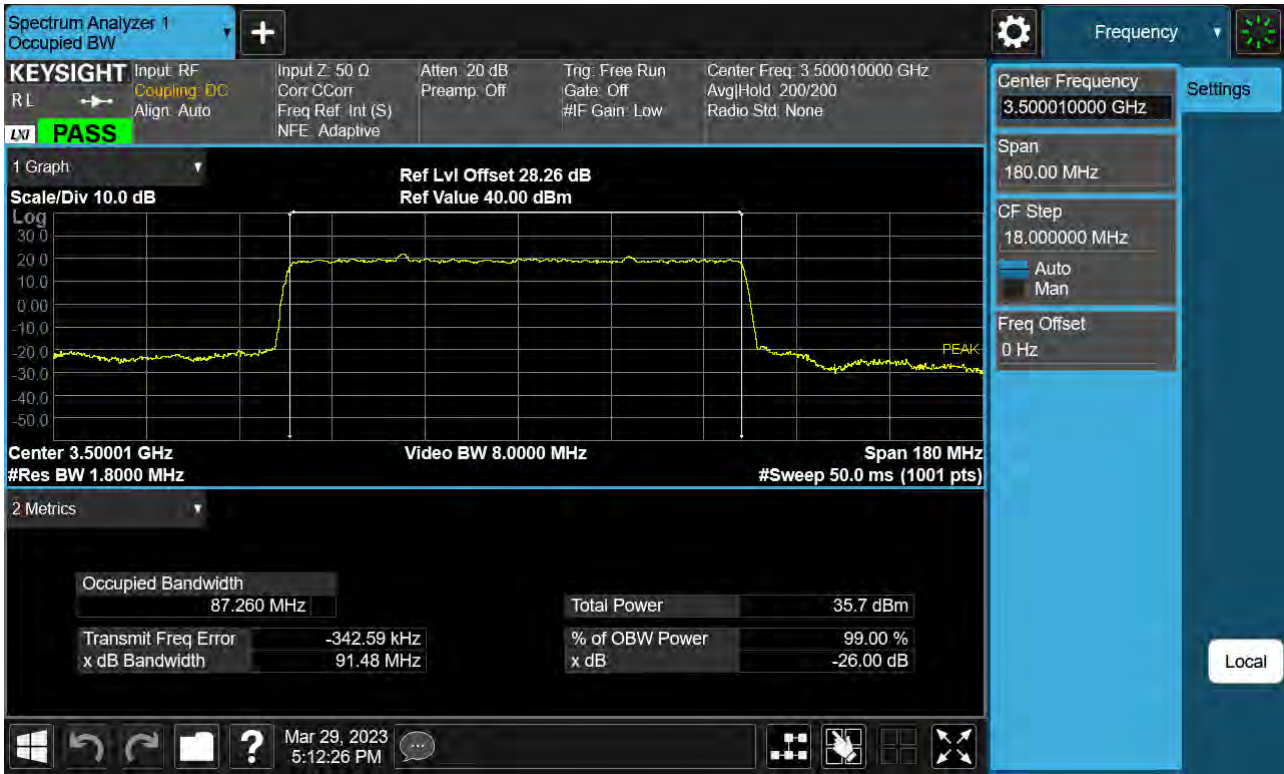 Spectrum Analyzer 1
Occupied BW
+
Frequency
KEYSIGHT
RL
LXI
PASS
Input: RF
Coupling: DC
Align: Auto
Input Z: 50 Ω
Corr CCorr
Freq Ref: Int (S)
NFE: Adaptive
Atten: 20 dB
Preamp: Off
Trig: Free Run
Gate: Off
#IF Gain: Low
Center Freq: 3.500010000 GHz
Avg|Hold: 200/200
Radio Std: None
Center Frequency
3.500010000 GHz
Settings
Span
180.00 MHz
CF Step
18.000000 MHz
Auto
Man
Freq Offset
0 Hz
1 Graph
Scale/Div 10.0 dB
Ref Lvl Offset 28.26 dB
Ref Value 40.00 dBm
Log
30.0
20.0
10.0
0.00
-10.0
-20.0
-30.0
-40.0
-50.0
PEAK
Center 3.50001 GHz
Video BW 8.0000 MHz
Span 180 MHz
#Res BW 1.8000 MHz
#Sweep 50.0 ms (1001 pts)
2 Metrics
Occupied Bandwidth
87.260 MHz
Total Power 35.7 dBm
Transmit Freq Error -342.59 kHz
% of OBW Power 99.00 %
x dB Bandwidth 91.48 MHz
x dB -26.00 dB
Local
?
Mar 29, 2023
5:12:26 PM